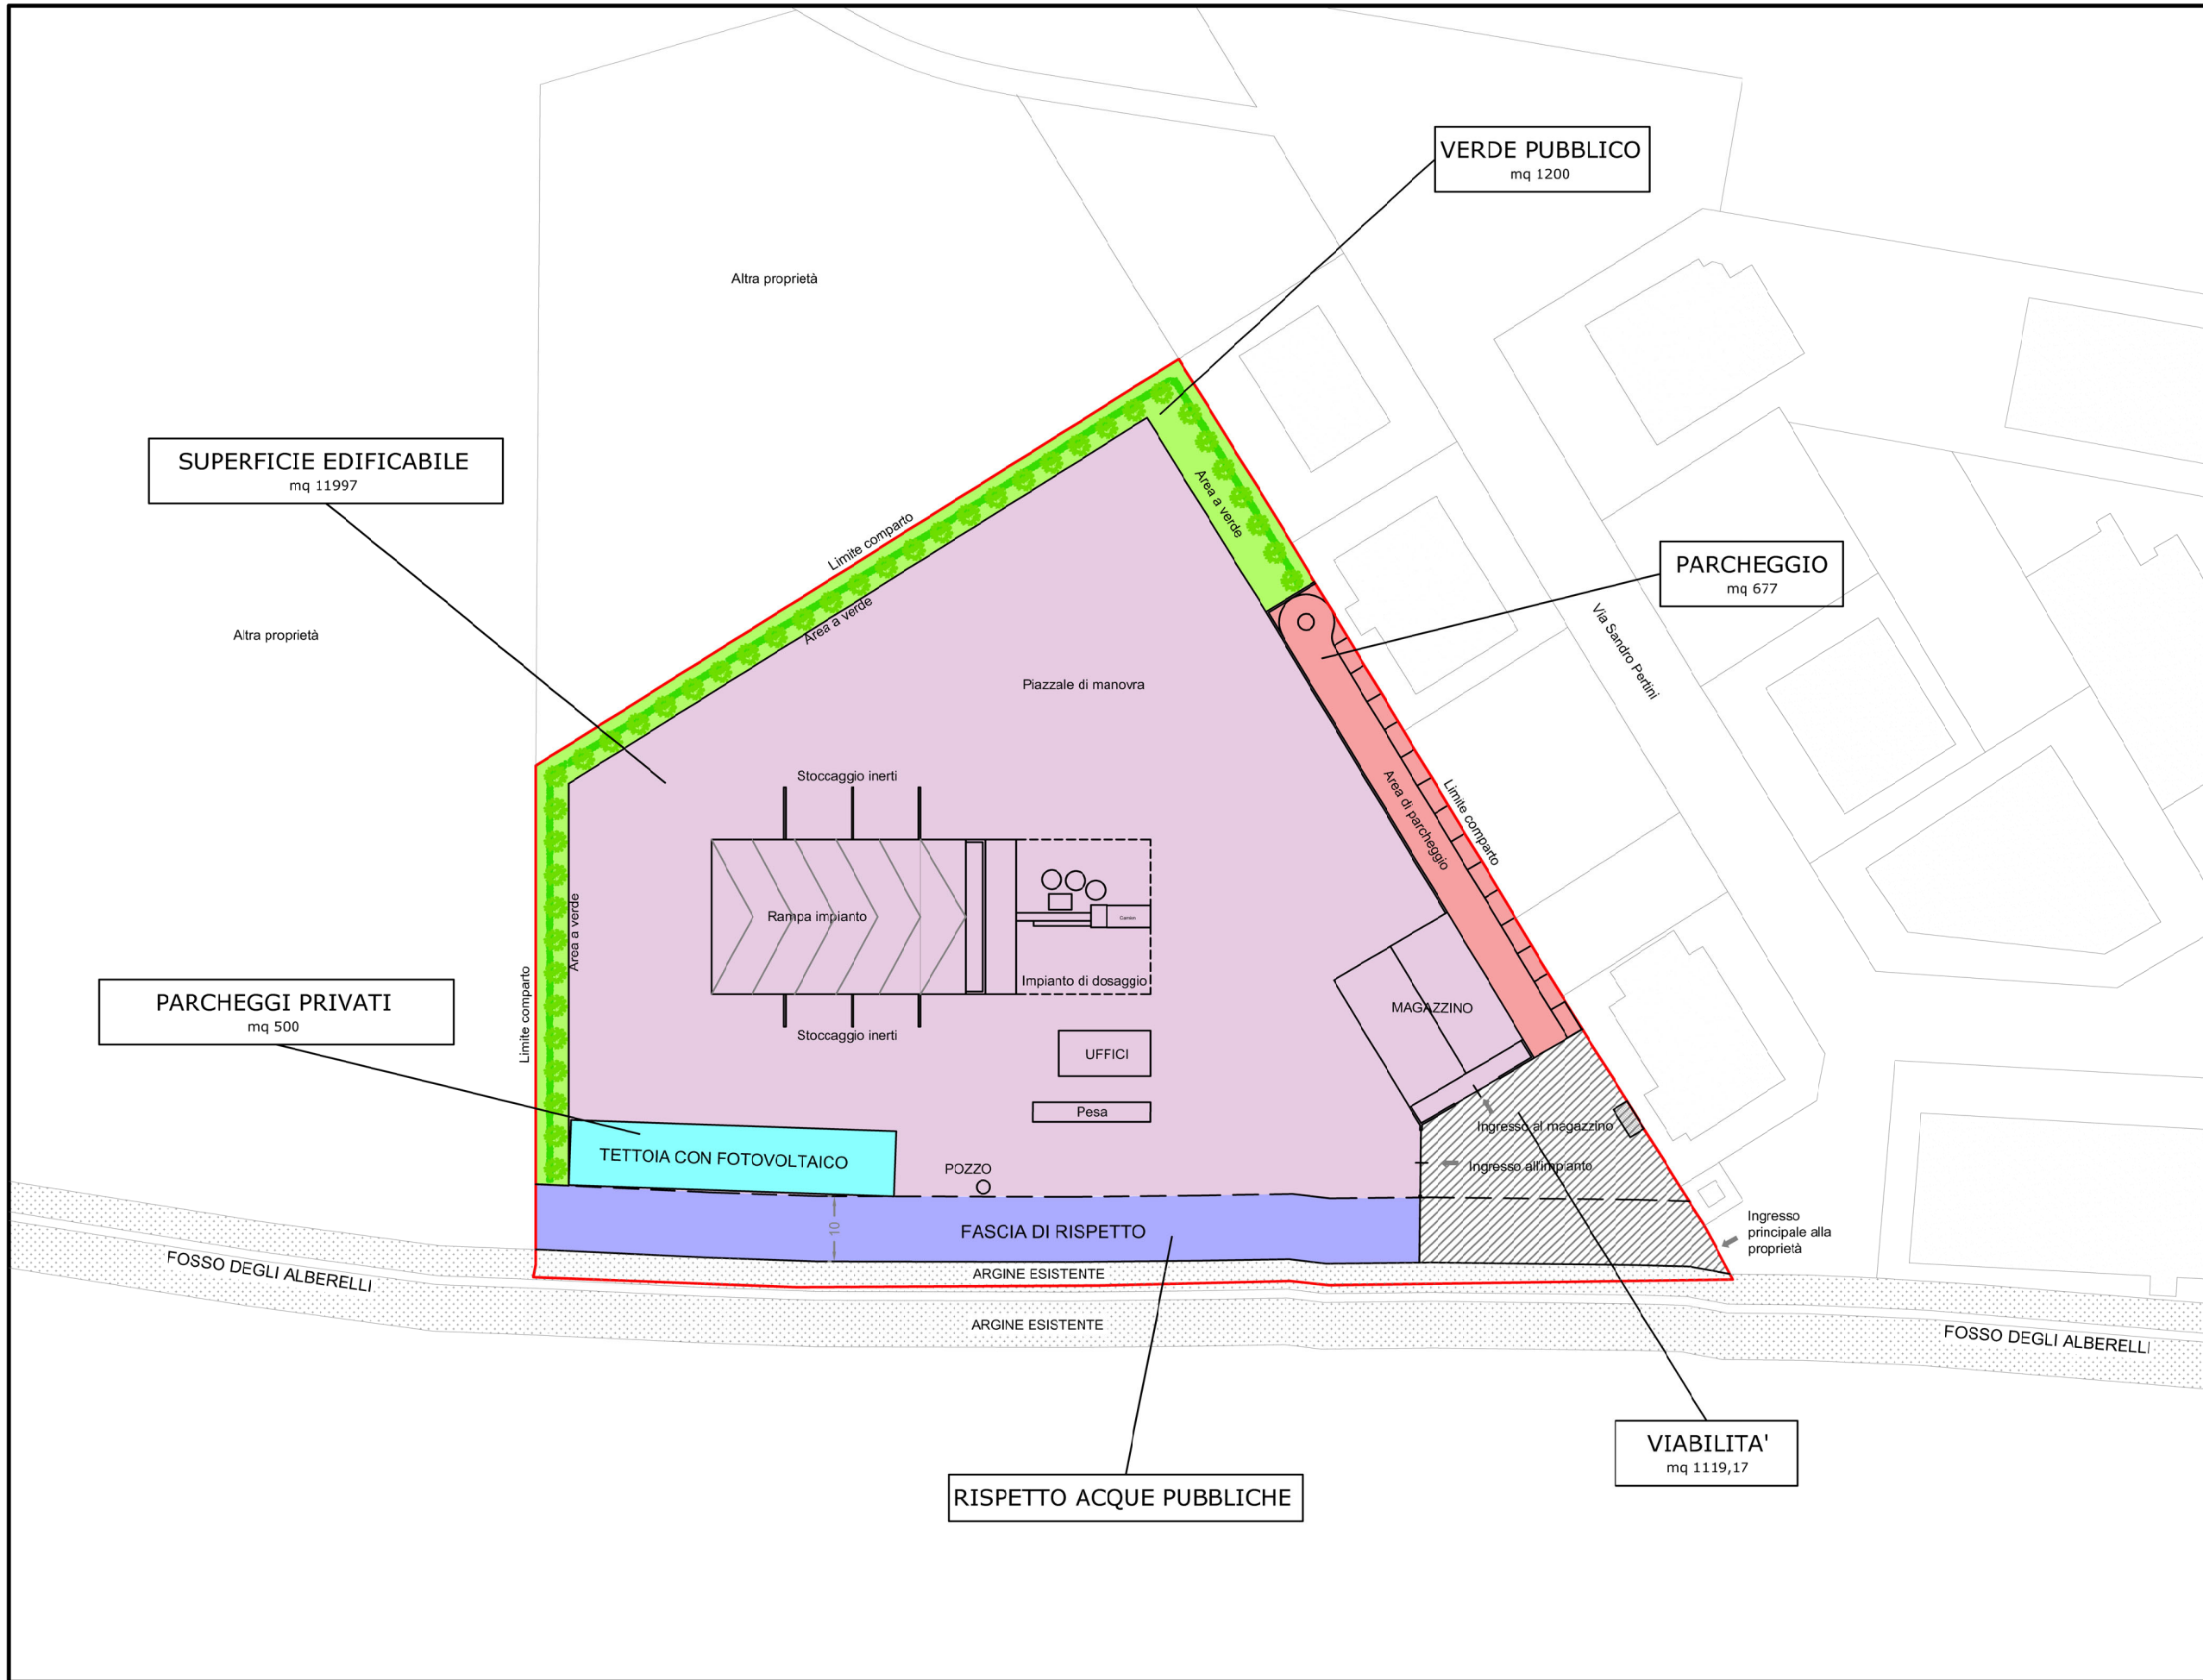 VERDE PUBBLICO
mq 1200
Altra proprietà
SUPERFICIE EDIFICABILE
mq 11997
Area a verde
Limite comparto
PARCHEGGIO
mq 677
Area a verde
Altra proprietà
Via Sandro Pertini
Piazzale di manovra
Stoccaggio inerti
Area di parcheggio
Limite comparto
Rampa impianto
Camion
Area a verde
Impianto di dosaggio
PARCHEGGI PRIVATI
mq 500
Limite comparto
MAGAZZINO
Stoccaggio inerti
UFFICI
Pesa
Ingresso al magazzino
TETTOIA CON FOTOVOLTAICO
POZZO
Ingresso all'impianto
10
FASCIA DI RISPETTO
Ingresso
principale alla
proprietà
FOSSO DEGLI ALBERELLI
ARGINE ESISTENTE
ARGINE ESISTENTE
FOSSO DEGLI ALBERELLI
VIABILITA'
mq 1119,17
RISPETTO ACQUE PUBBLICHE